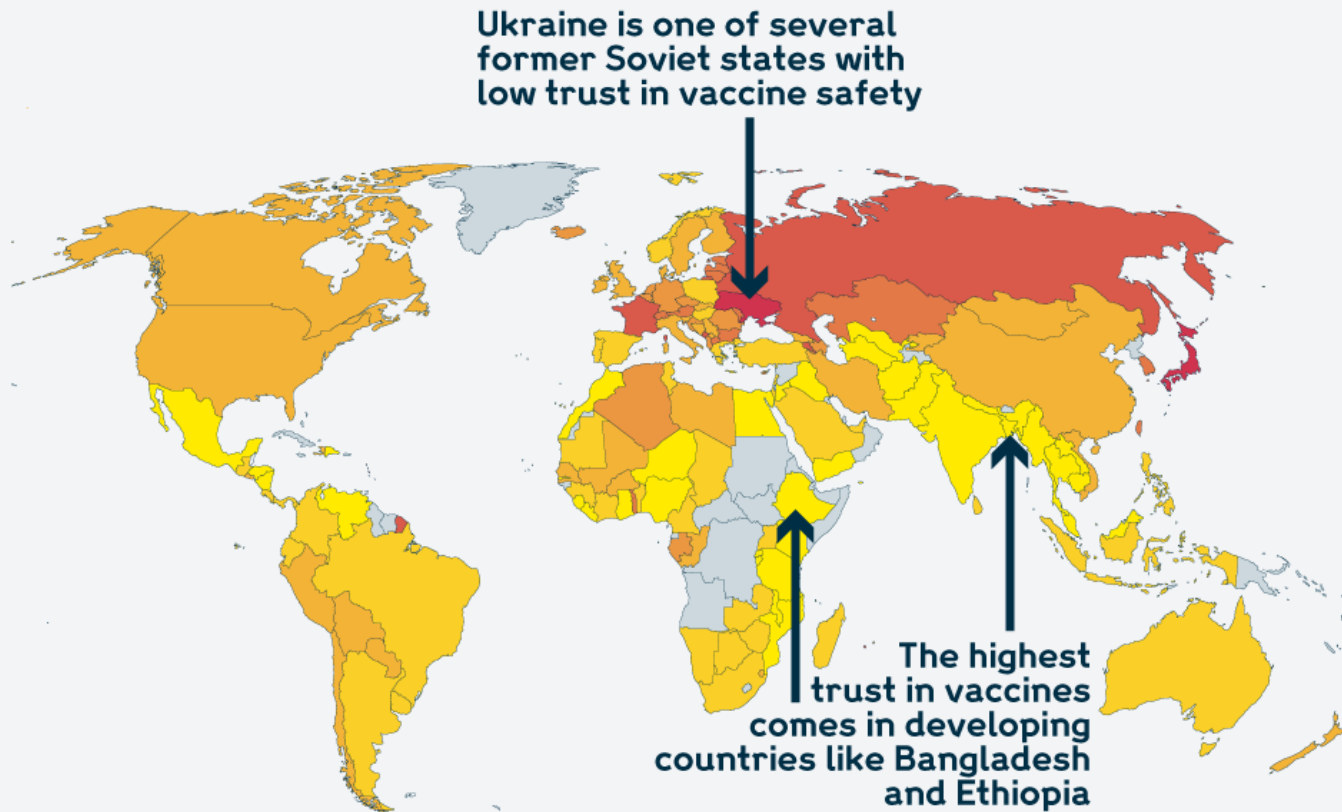 Ukraine is one of several
former Soviet states with
low trust in vaccine safety
The highest
trust in vaccines
comes in developing
countries like Bangladesh
and Ethiopia